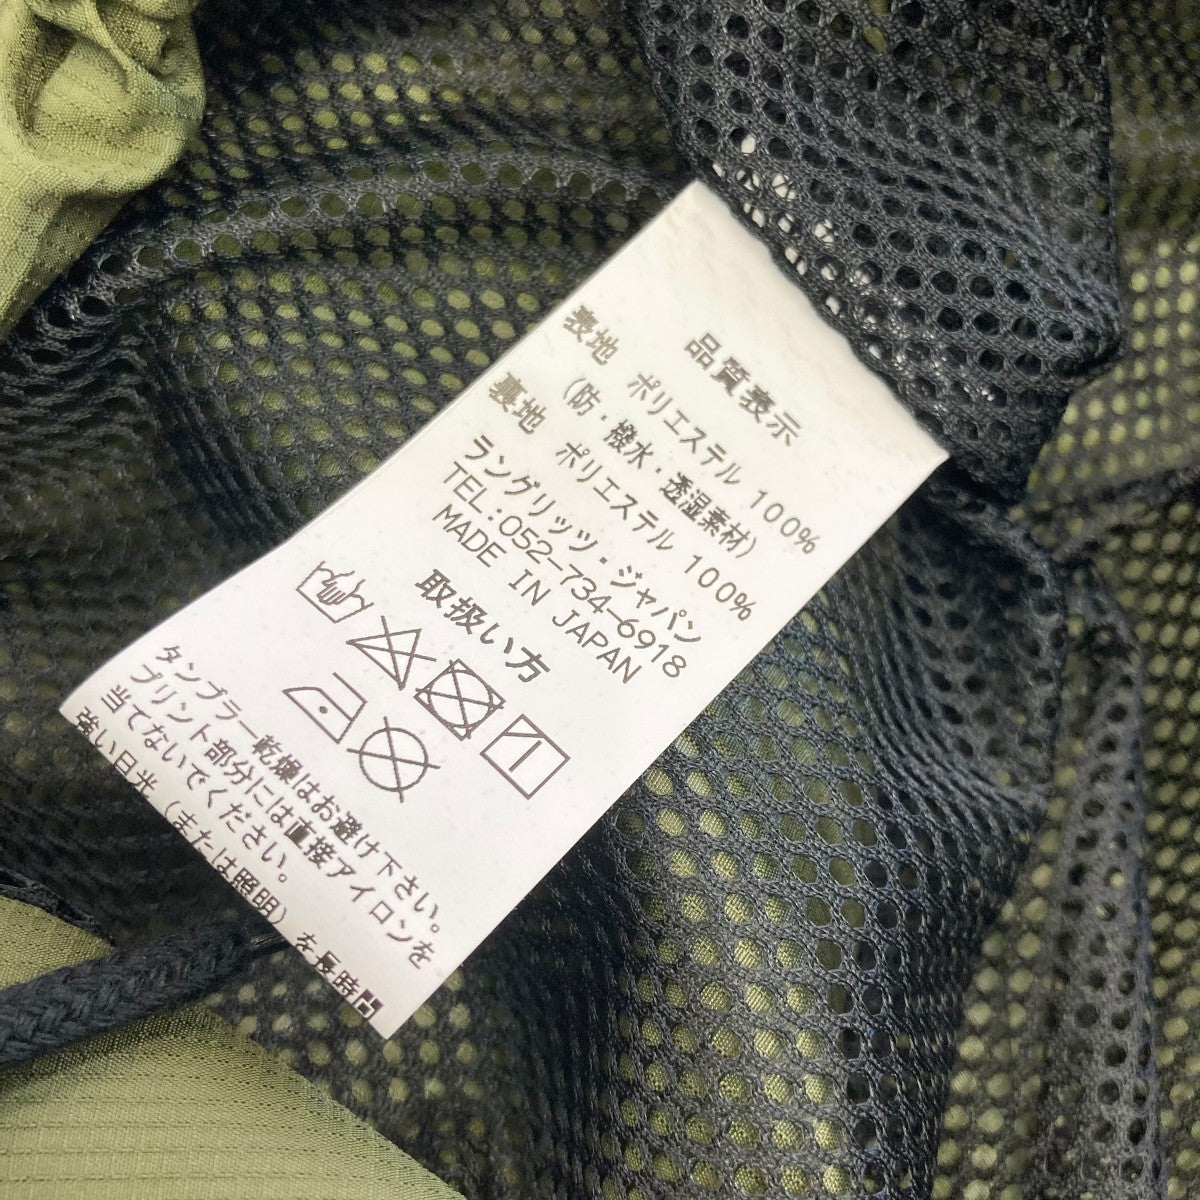 品質表示
表地 ポリエステル 100%
(防・撥水・透湿素材)
裏地 ポリエステル 100%
ラングリッツ・ジャパン
TEL:052-734-6918
MADE IN JAPAN
取扱い方
タンブラー乾燥はお避け下さい。
プリント部分には直接アイロンを
当てないでください。
強い日光(または照明)を長時間